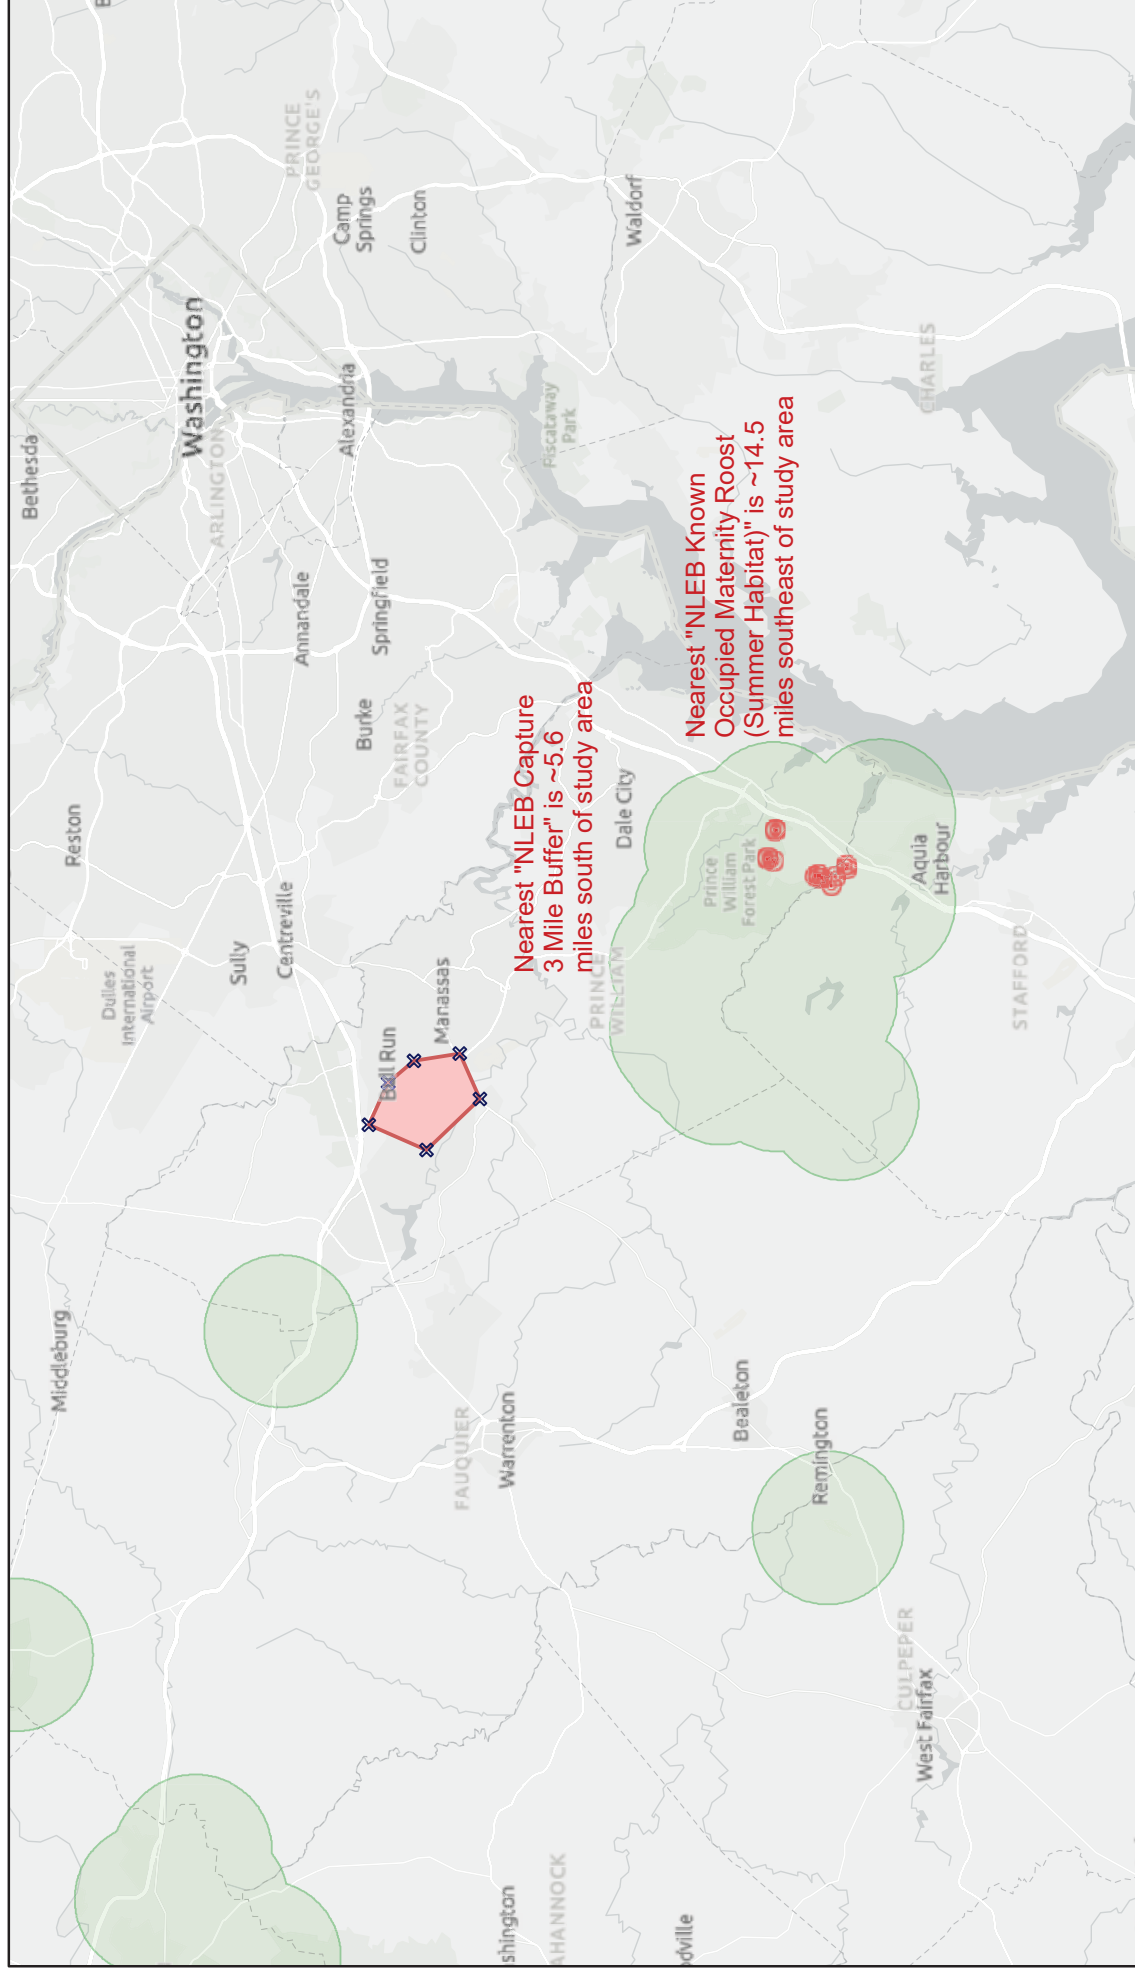 Middleburg
Dulles
International
Airport
Reston
Bethesda
Washington
ARLINGTON
Sully
Centreville
Annandale
Alexandria
PRINCE
GEORGE'S
Camp
Springs
Clinton
Springfield
Burke
FAIRFAX
COUNTY
Bull Run
Manassas
FAUQUIER
Warrenton
Nearest "NLEB Capture
3 Mile Buffer" is ~5.6
miles south of study area
Piscataway
Park
Waldorf
PRINCE
WILLIAM
Dale City
Nearest "NLEB Known
Occupied Maternity Roost
(Summer Habitat)" is ~14.5
miles southeast of study area
Prince
William
Forest Park
Bealeton
Remington
shington
AHANNOCK
dville
CULPEPER
West Fairfax
Aquia
Harbour
CHARLES
STAFFORD